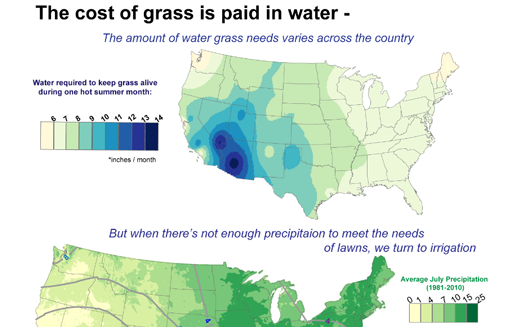 The cost of grass is paid in water -
The amount of water grass needs varies across the country
Water required to keep grass alive
during one hot summer month:
6 7 8 9 10 11 12 13 14
*inches / month
But when there's not enough precipitaion to meet the needs
of lawns, we turn to irrigation
Average July Precipitation
(1981-2010)
0 1 4 7 10 15 25